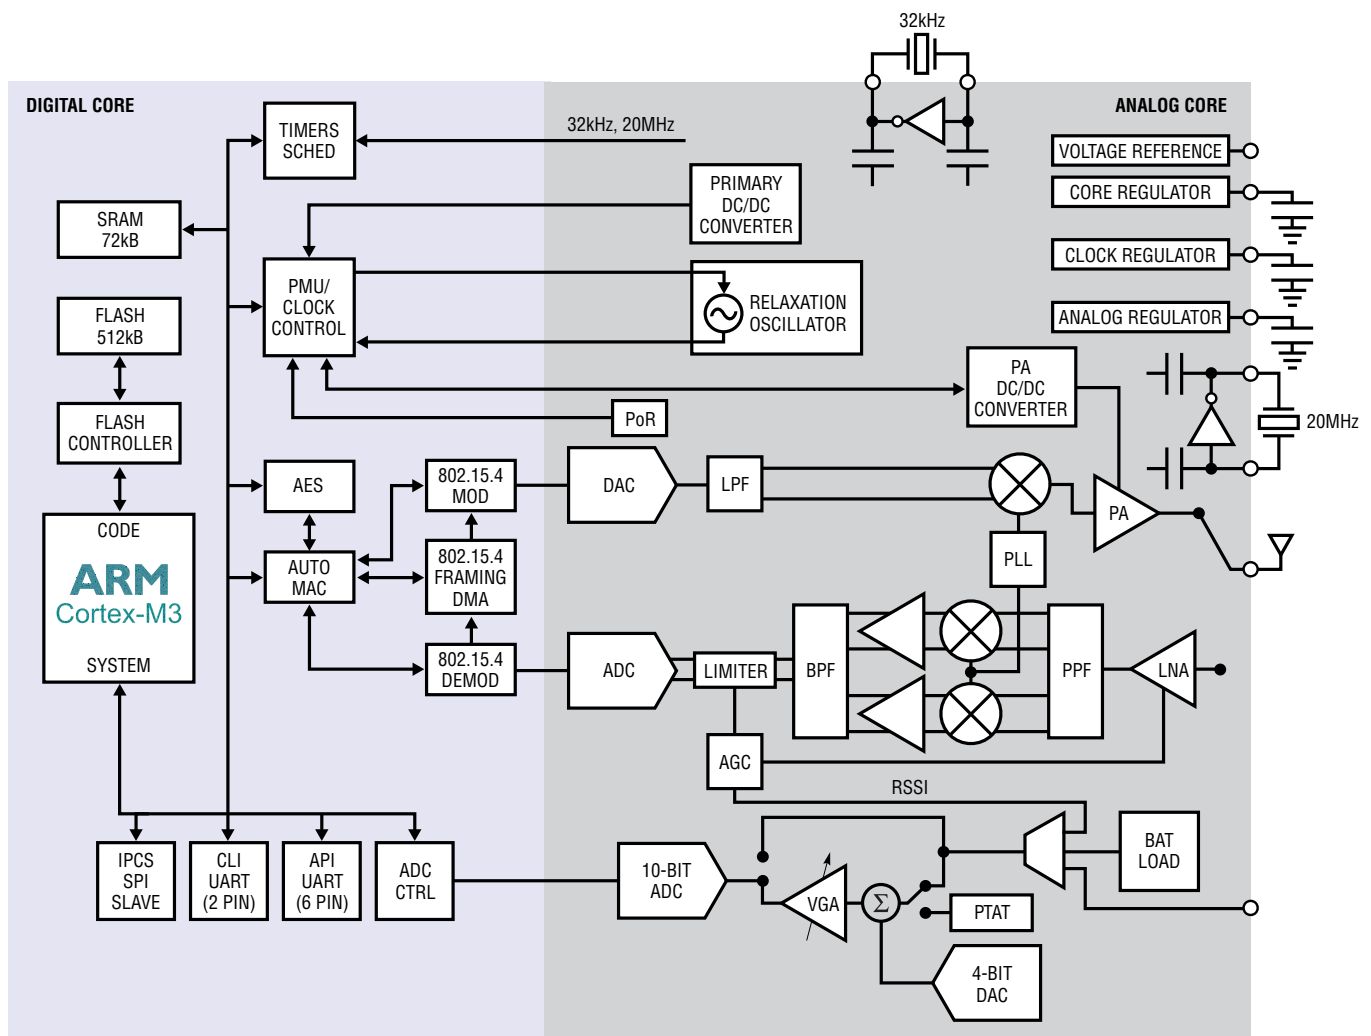 32kHz
DIGITAL CORE
ANALOG CORE
TIMERS
SCHED
32kHz, 20MHz
VOLTAGE REFERENCE
PRIMARY
DC/DC
CONVERTER
CORE REGULATOR
SRAM
72kB
CLOCK REGULATOR
PMU/
CLOCK
CONTROL
RELAXATION
OSCILLATOR
ANALOG REGULATOR
FLASH
512kB
PA
DC/DC
CONVERTER
FLASH
CONTROLLER
PoR
20MHz
AES
802.15.4
MOD
DAC
LPF
PA
CODE
ARM
Cortex-M3
SYSTEM
AUTO
MAC
802.15.4
FRAMING
DMA
PLL
802.15.4
DEMOD
ADC
LIMITER
BPF
PPF
LNA
AGC
RSSI
IPCS
SPI
SLAVE
CLI
UART
(2 PIN)
API
UART
(6 PIN)
ADC
CTRL
10-BIT
ADC
VGA
Σ
BAT
LOAD
PTAT
4-BIT
DAC